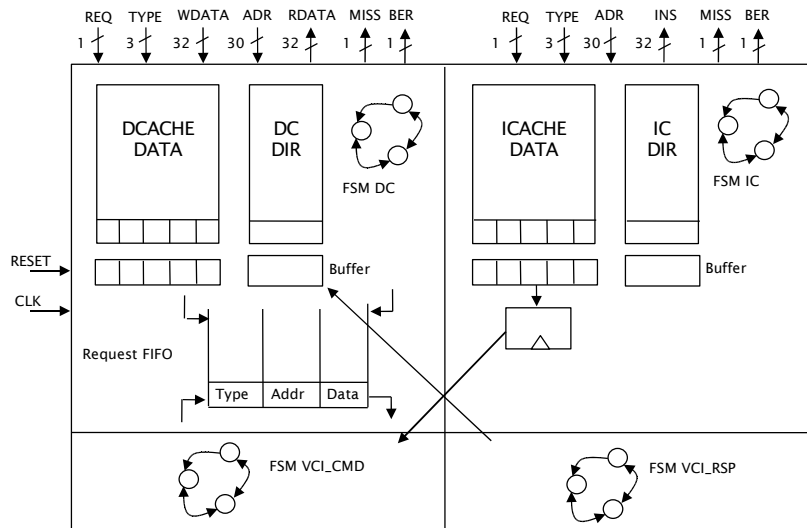 REQ TYPE WDATA ADR RDATA MISS BER
1 3 32 30 32 1 1
REQ TYPE ADR INS MISS BER
1 3 30 32 1 1
DCACHE
DATA
DC
DIR
FSM DC
ICACHE
DATA
IC
DIR
FSM IC
RESET
Buffer
Buffer
CLK
Request FIFO
Type Addr Data
FSM VCI_CMD
FSM VCI_RSP